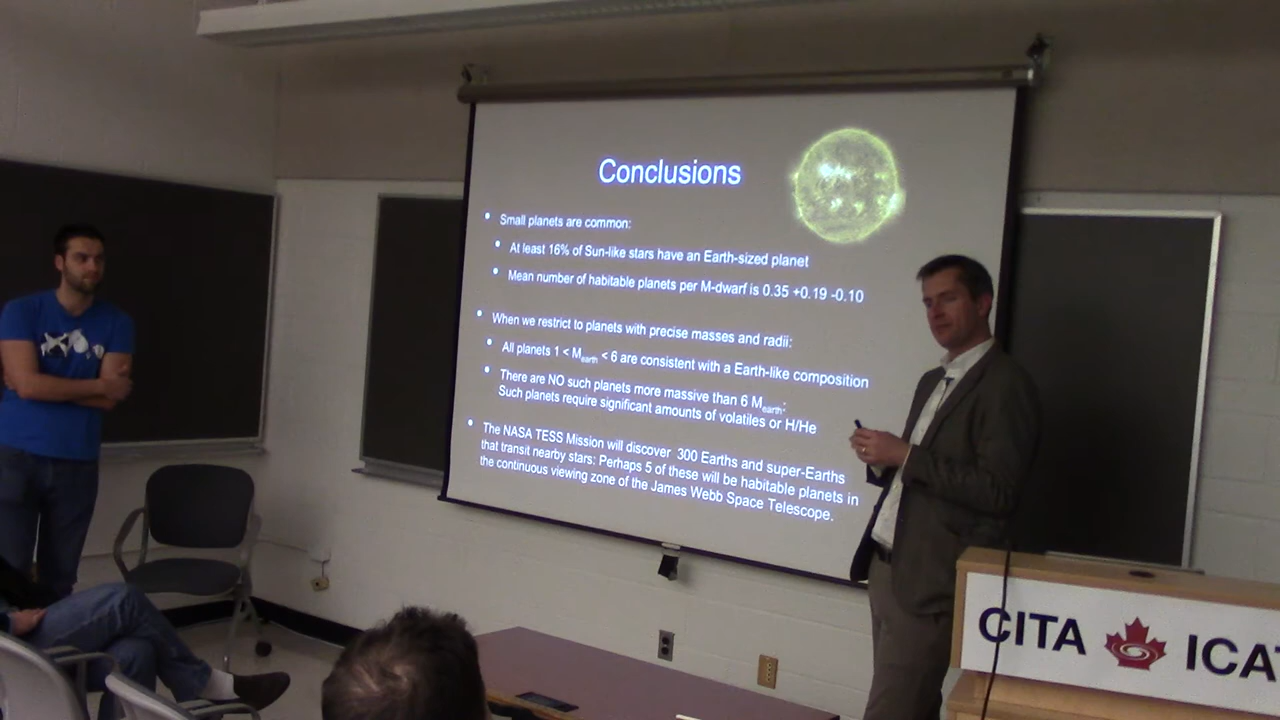 Conclusions
• Small planets are common:
• At least 16% of Sun-like stars have an Earth-sized planet
• Mean number of habitable planets per M-dwarf is 0.35 +0.19 -0.10
• When we restrict to planets with precise masses and radii:
• All planets 1 < Mearth < 6 are consistent with a Earth-like composition
• There are NO such planets more massive than 6 Mearth:
Such planets require significant amounts of volatiles or H/He
• The NASA TESS Mission will discover 300 Earths and super-Earths
that transit nearby stars: Perhaps 5 of these will be habitable planets in
the continuous viewing zone of the James Webb Space Telescope.
CITA ICAT